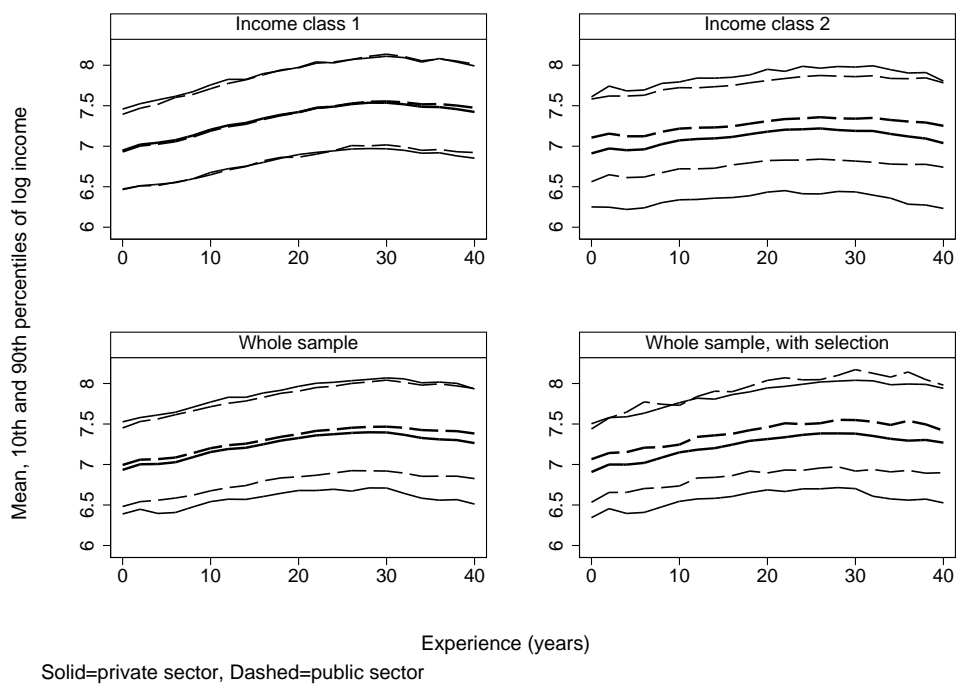 Income class 1
Income class 2
8
7.5
7
6.5
6
0 10 20 30 40
8
7.5
7
6.5
6
0 10 20 30 40
Whole sample
Whole sample, with selection
8
7.5
7
6.5
6
0 10 20 30 40
8
7.5
7
6.5
6
0 10 20 30 40
Mean, 10th and 90th percentiles of log income
Experience (years)
Solid=private sector, Dashed=public sector